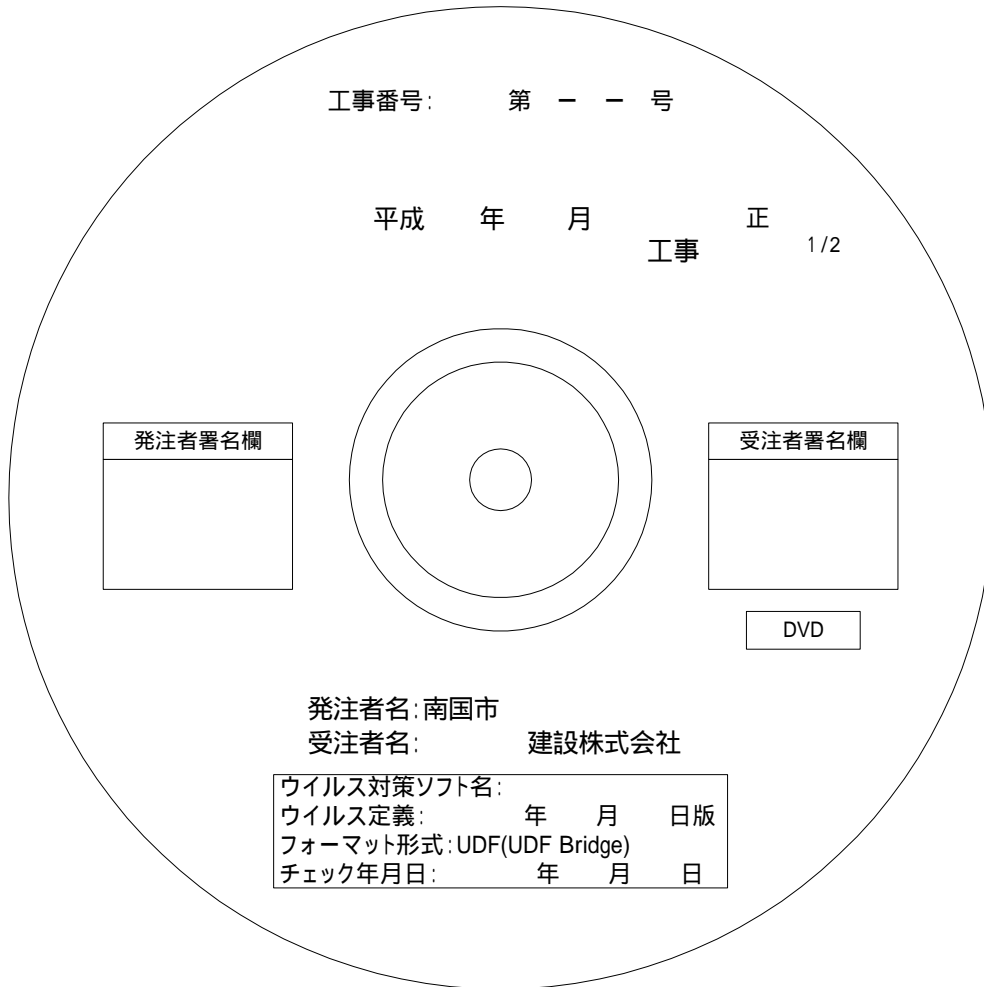 工事番号: 第 － － 号
平成 年 月 正
工事 1/2
発注者署名欄
受注者署名欄
DVD
発注者名:南国市
受注者名: 建設株式会社
ウイルス対策ソフト名:
ウイルス定義: 年 月 日版
フォーマット形式:UDF(UDF Bridge)
チェック年月日: 年 月 日